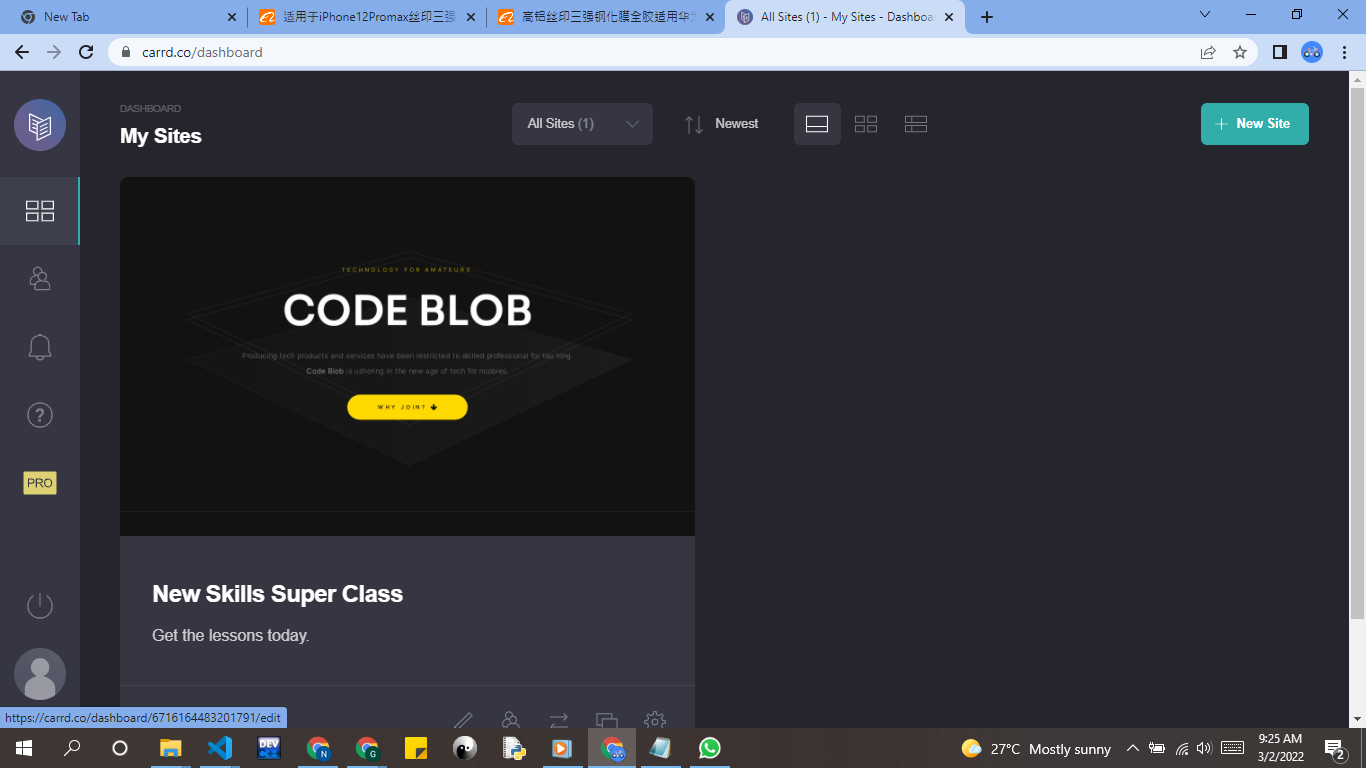 New Tab
适用于iPhone12Promax丝印三强
高铝丝印三强钢化膜全胶适用华
All Sites (1) - My Sites - Dashboa
carrd.co/dashboard
DASHBOARD
My Sites
All Sites (1)
Newest
New Site
TECHNOLOGY FOR AMATEURS.
CODE BLOB
Producing tech products and services have been restricted to skilled professional for too long.
Code Blob is ushering in the new age of tech for noobies.
WHY JOIN?
PRO
New Skills Super Class
Get the lessons today.
https://carrd.co/dashboard/6716164483201791/edit
DEV
N
G
27°C Mostly sunny
9:25 AM
3/2/2022
2